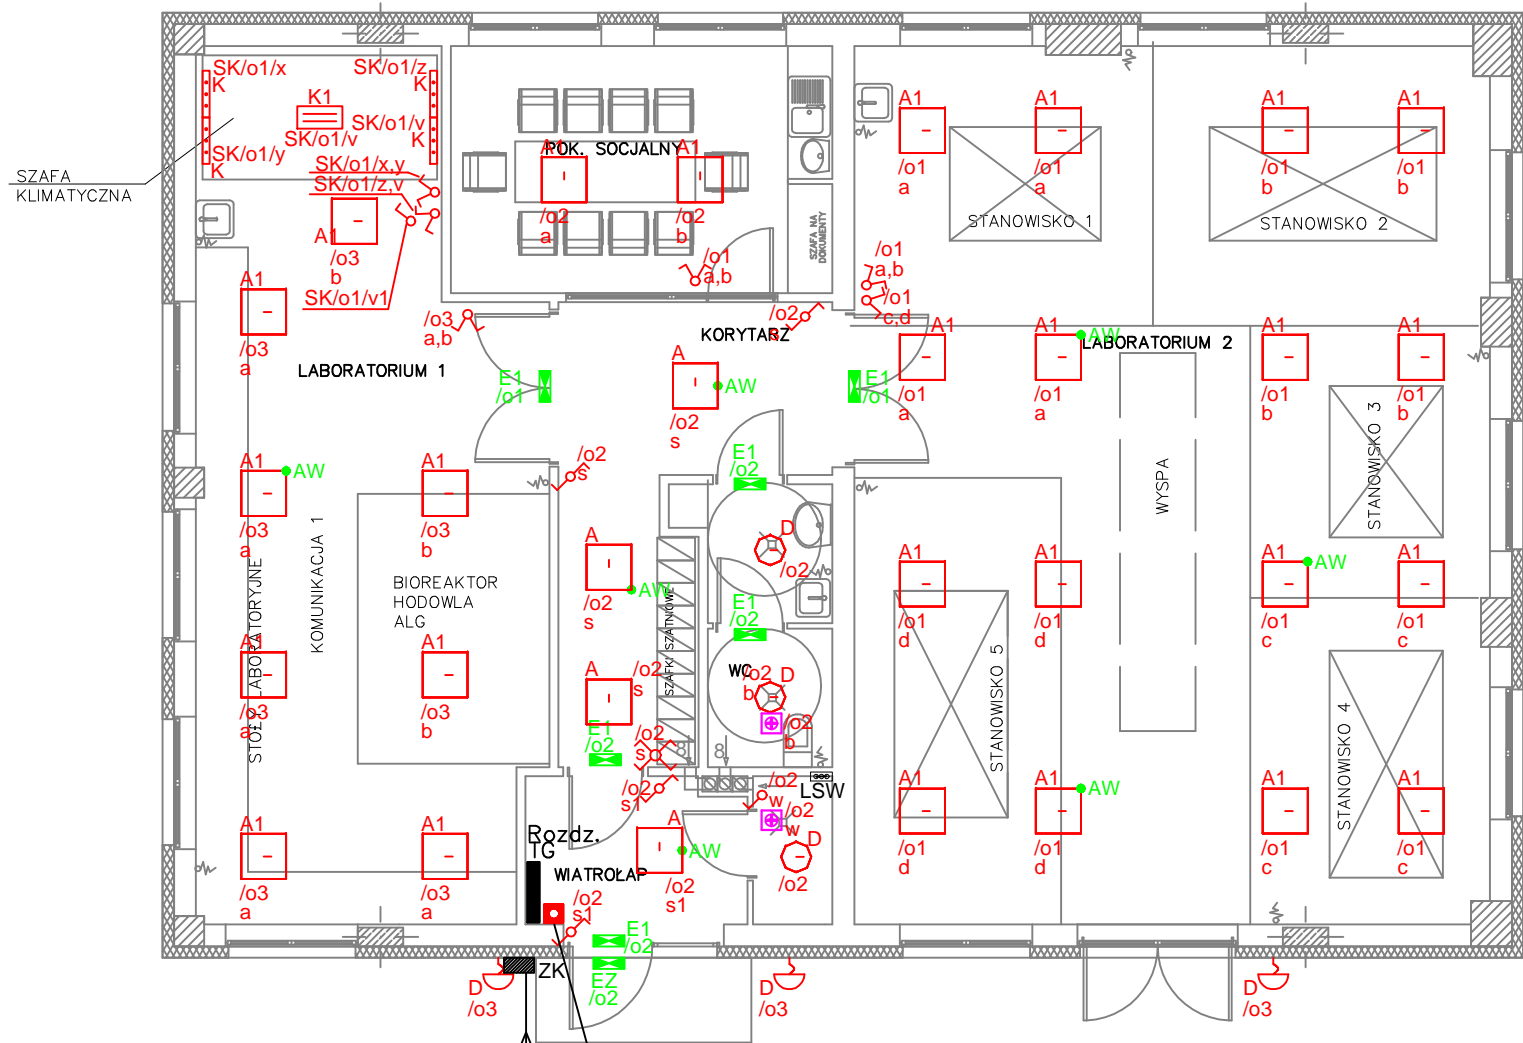 SK/o1/x
K
SK/o1/z
K
K1
SK/o1/v
SK/o1/v
K
SK/o1/y
K
SK/o1/x,y
SK/o1/z,v
SZAFA
KLIMATYCZNA
A1
/o3
b
SK/o1/v1
POK. SOCJALNY
A1
/o2
a
A1
/o2
b
SZAFA NA
DOKUMENTY
/o1
a,b
/o1
a,b
/o1
c,d
A1
/o1
a
A1
/o1
a
A1
/o1
b
A1
/o1
b
STANOWISKO 1
STANOWISKO 2
A1
/o3
a
/o3
a,b
/o2
s
KORYTARZ
LABORATORIUM 1
E1
/o1
A
AW
/o2
s
E1
/o1
A1
/o1
a
A1
AW
/o1
a
LABORATORIUM 2
A1
/o1
b
A1
/o1
b
STANOWISKO 3
WYSPA
A1
AW
/o3
a
A1
/o3
b
/o2
s
E1
/o2
KOMUNIKACJA 1
STOŁY LABORATORYJNE
BIOREAKTOR
HODOWLA
ALG
A
AW
/o2
s
SZAFKI SZATNIOWE
D
/o2
E1
/o2
A1
/o1
d
A1
/o1
d
A1
AW
/o1
c
A1
/o1
c
A1
/o3
a
A1
/o3
b
A
/o2
s
WC
/o2
b
D
/o2
b
STANOWISKO 5
STANOWISKO 4
E1
/o2
/o2
s
8
8
/o2
s1
/o2
w
LSW
/o2
w
A1
/o3
a
A1
/o3
a
Rozdz.
TG
WIATROŁAP
A
AW
/o2
s1
D
/o2
A1
/o1
d
A1
AW
/o1
d
A1
/o1
c
A1
/o1
c
/o2
s1
E1
/o2
ZK
EZ
/o2
D
/o3
D
/o3
D
/o3